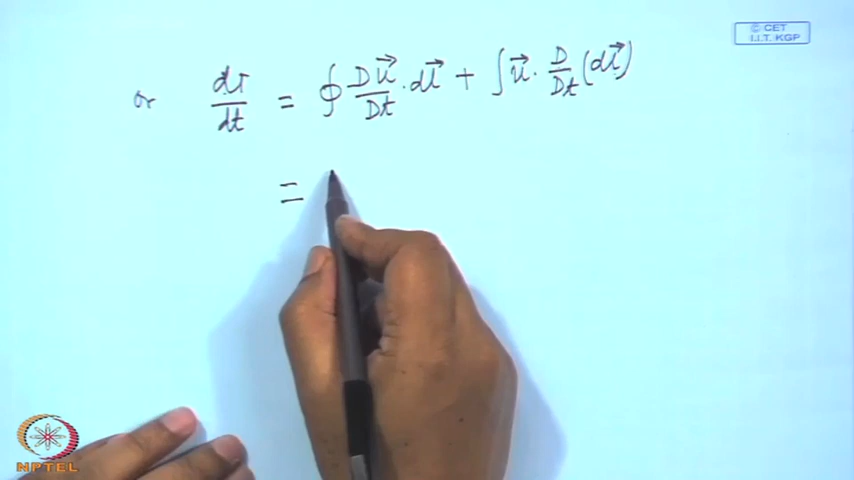 © CET
I.I.T. KGP
or dΓ/dt = ∮ Du⃗/Dt · dl⃗ + ∫ u⃗ · D/Dt (dl⃗)
=
NPTEL